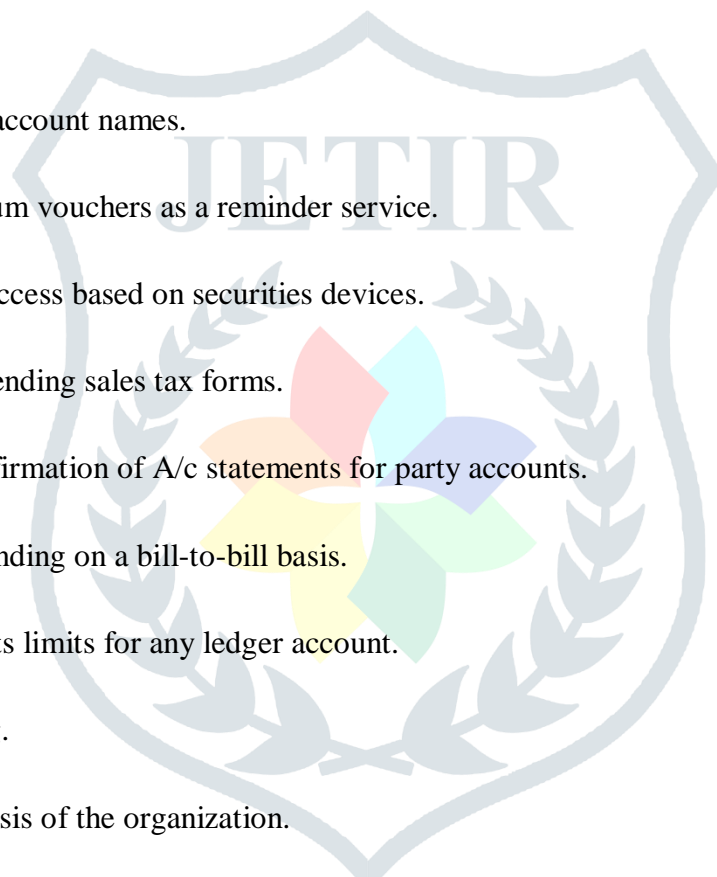 account names.
JETIR
um vouchers as a reminder service.
ccess based on securities devices.
ending sales tax forms.
firmation of A/c statements for party accounts.
nding on a bill-to-bill basis.
ts limits for any ledger account.
.
sis of the organization.